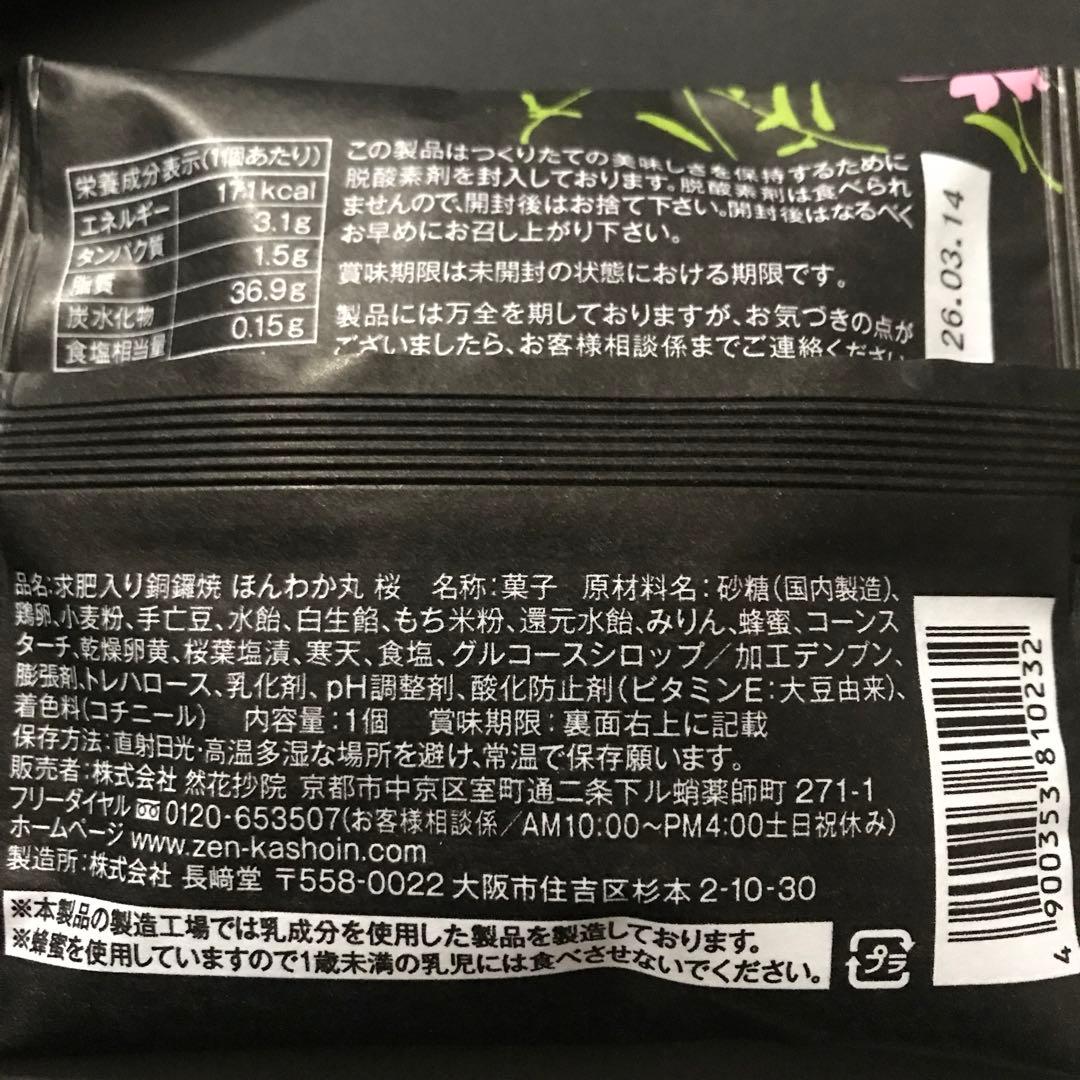 栄養成分表示(1個あたり)
エネルギー 171kcal
タンパク質 3.1g
脂質 1.5g
炭水化物 36.9g
食塩相当量 0.15g
この製品はつくりたての美味しさを保持するために
脱酸素剤を封入しております。脱酸素剤は食べられ
ませんので、開封後はお捨て下さい。開封後はなるべく
お早めにお召し上がり下さい。
賞味期限は未開封の状態における期限です。
製品には万全を期しておりますが、お気づきの点が
ございましたら、お客様相談係までご連絡ください
26.03.14
品名:求肥入り銅鑼焼 ほんわか丸 桜 名称:菓子 原材料名:砂糖(国内製造)、
鶏卵、小麦粉、手亡豆、水飴、白生餡、もち米粉、還元水飴、みりん、蜂蜜、コーンス
ターチ、乾燥卵黄、桜葉塩漬、寒天、食塩、グルコースシロップ/加工デンプン、
膨張剤、トレハロース、乳化剤、pH調整剤、酸化防止剤(ビタミンE:大豆由来)、
着色料(コチニール) 内容量:1個 賞味期限:裏面右上に記載
保存方法:直射日光・高温多湿な場所を避け、常温で保存願います。
販売者:株式会社 然花抄院 京都市中京区室町通二条下ル蛸薬師町 271-1
フリーダイヤル 0120-653507(お客様相談係/AM10:00~PM4:00土日祝休み)
ホームページ www.zen-kashoin.com
製造所:株式会社 長﨑堂 〒558-0022 大阪市住吉区杉本 2-10-30
※本製品の製造工場では乳成分を使用した製品を製造しております。
※蜂蜜を使用していますので1歳未満の乳児には食べさせないでください。
プラ
4900353810232